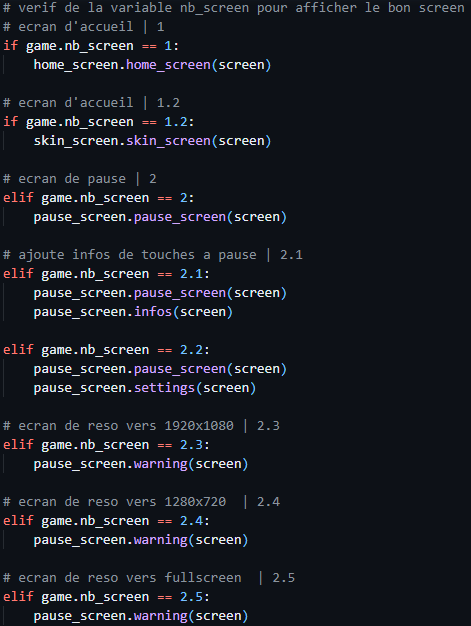 # verif de la variable nb_screen pour afficher le bon screen
# ecran d'accueil | 1
if game.nb_screen == 1:
    home_screen.home_screen(screen)

# ecran d'accueil | 1.2
if game.nb_screen == 1.2:
    skin_screen.skin_screen(screen)

# ecran de pause | 2
elif game.nb_screen == 2:
    pause_screen.pause_screen(screen)

# ajoute infos de touches a pause | 2.1
elif game.nb_screen == 2.1:
    pause_screen.pause_screen(screen)
    pause_screen.infos(screen)

elif game.nb_screen == 2.2:
    pause_screen.pause_screen(screen)
    pause_screen.settings(screen)

# ecran de reso vers 1920x1080 | 2.3
elif game.nb_screen == 2.3:
    pause_screen.warning(screen)

# ecran de reso vers 1280x720  | 2.4
elif game.nb_screen == 2.4:
    pause_screen.warning(screen)

# ecran de reso vers fullscreen  | 2.5
elif game.nb_screen == 2.5:
    pause_screen.warning(screen)